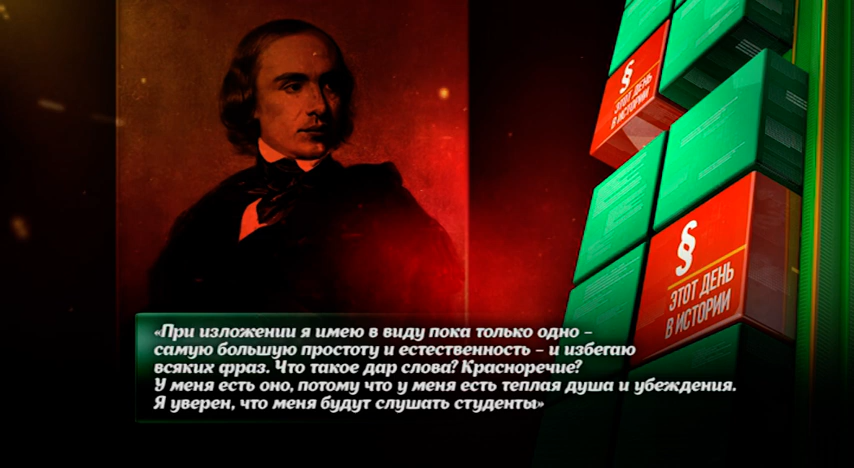 §
ЭТОТ ДЕНЬ
В ИСТОРИИ
§
ЭТОТ ДЕНЬ
В ИСТОРИИ
«При изложении я имею в виду пока только одно –
самую большую простоту и естественность – и избегаю
всяких фраз. Что такое дар слова? Красноречие?
У меня есть оно, потому что у меня есть теплая душа и убеждения.
Я уверен, что меня будут слушать студенты»